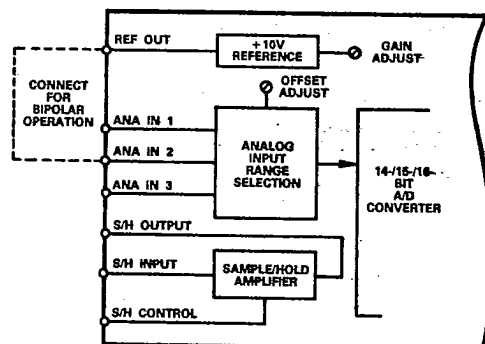 REF OUT
+10V
REFERENCE
GAIN
ADJUST
CONNECT
FOR
BIPOLAR
OPERATION
OFFSET
ADJUST
ANA IN 1
ANA IN 2
ANA IN 3
ANALOG
INPUT
RANGE
SELECTION
14-/15-/16-
BIT
A/D
CONVERTER
S/H OUTPUT
S/H INPUT
SAMPLE/HOLD
AMPLIFIER
S/H CONTROL